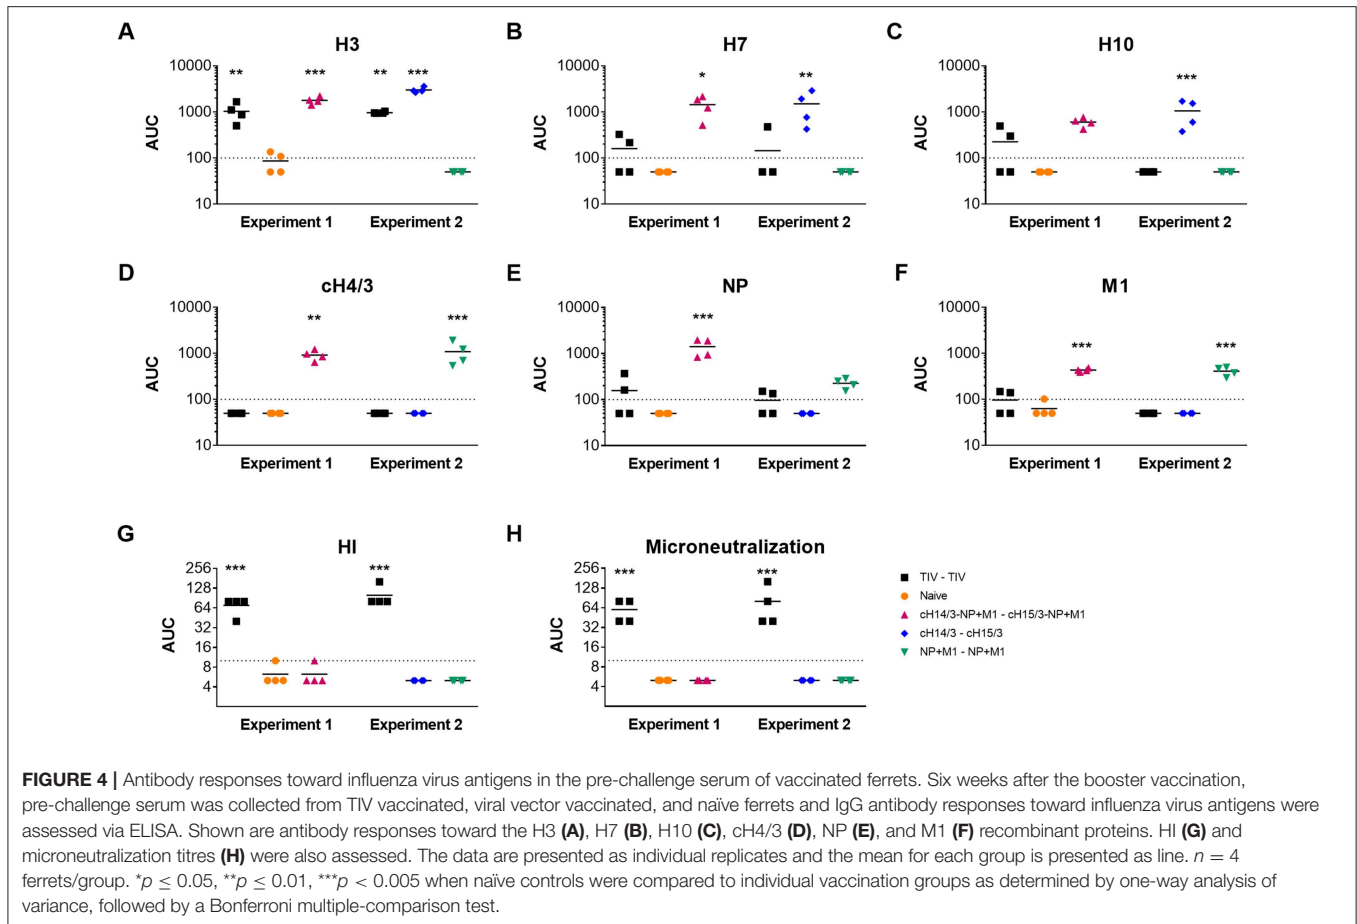 A
H3
**
***
**
***
10000
1000
100
10
AUC
Experiment 1
Experiment 2
B
H7
*
**
10000
1000
100
10
AUC
Experiment 1
Experiment 2
C
H10
***
10000
1000
100
10
AUC
Experiment 1
Experiment 2
D
cH4/3
**
***
10000
1000
100
10
AUC
Experiment 1
Experiment 2
E
NP
***
10000
1000
100
10
AUC
Experiment 1
Experiment 2
F
M1
***
***
10000
1000
100
10
AUC
Experiment 1
Experiment 2
G
HI
***
***
256
128
64
32
16
8
4
AUC
Experiment 1
Experiment 2
H
Microneutralization
***
***
256
128
64
32
16
8
4
AUC
Experiment 1
Experiment 2
TIV - TIV
Naive
cH14/3-NP+M1 - cH15/3-NP+M1
cH14/3 - cH15/3
NP+M1 - NP+M1
FIGURE 4 | Antibody responses toward influenza virus antigens in the pre-challenge serum of vaccinated ferrets. Six weeks after the booster vaccination,
pre-challenge serum was collected from TIV vaccinated, viral vector vaccinated, and naïve ferrets and IgG antibody responses toward influenza virus antigens were
assessed via ELISA. Shown are antibody responses toward the H3 (A), H7 (B), H10 (C), cH4/3 (D), NP (E), and M1 (F) recombinant proteins. HI (G) and
microneutralization titres (H) were also assessed. The data are presented as individual replicates and the mean for each group is presented as line. n = 4
ferrets/group. *p ≤ 0.05, **p ≤ 0.01, ***p < 0.005 when naïve controls were compared to individual vaccination groups as determined by one-way analysis of
variance, followed by a Bonferroni multiple-comparison test.